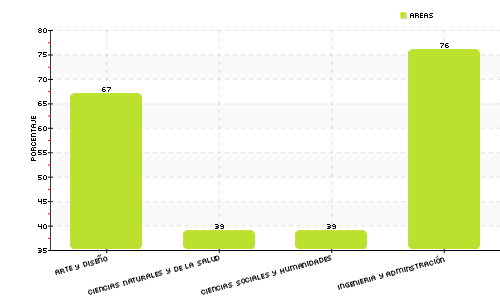 AREAS
80
75
70
65
60
55
50
45
40
35
PORCENTAJE
67
39
39
76
ARTE Y DISEÑO
CIENCIAS NATURALES Y DE LA SALUD
CIENCIAS SOCIALES Y HUMANIDADES
INGENIERIA Y ADMINSTRACIÓN